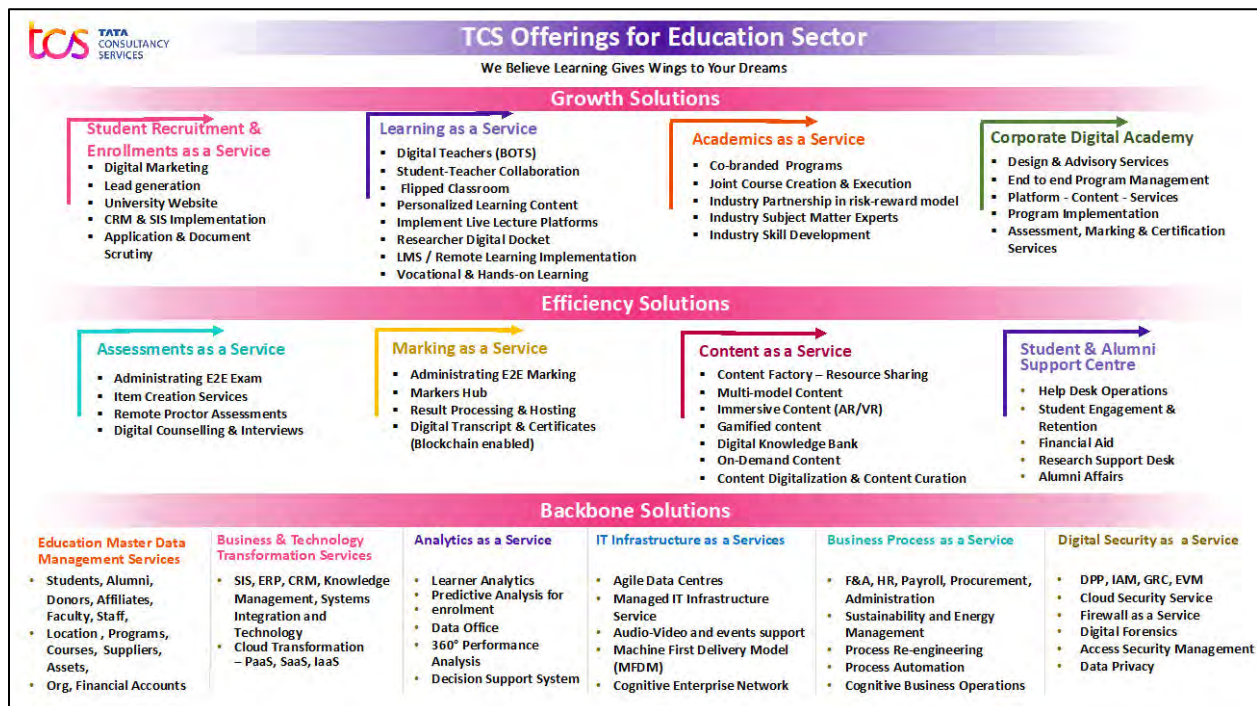 tcs TATA
CONSULTANCY
SERVICES
TCS Offerings for Education Sector
We Believe Learning Gives Wings to Your Dreams
Growth Solutions
Student Recruitment &
Enrollments as a Service
▪ Digital Marketing
▪ Lead generation
▪ University Website
▪ CRM & SIS Implementation
▪ Application & Document
Scrutiny
Learning as a Service
▪ Digital Teachers (BOTS)
▪ Student-Teacher Collaboration
▪ Flipped Classroom
▪ Personalized Learning Content
▪ Implement Live Lecture Platforms
▪ Researcher Digital Docket
▪ LMS / Remote Learning Implementation
▪ Vocational & Hands-on Learning
Academics as a Service
▪ Co-branded Programs
▪ Joint Course Creation & Execution
▪ Industry Partnership in risk-reward model
▪ Industry Subject Matter Experts
▪ Industry Skill Development
Corporate Digital Academy
▪ Design & Advisory Services
▪ End to end Program Management
▪ Platform - Content - Services
▪ Program Implementation
▪ Assessment, Marking & Certification
Services
Efficiency Solutions
Assessments as a Service
▪ Administrating E2E Exam
▪ Item Creation Services
▪ Remote Proctor Assessments
▪ Digital Counselling & Interviews
Marking as a Service
▪ Administrating E2E Marking
▪ Markers Hub
▪ Result Processing & Hosting
▪ Digital Transcript & Certificates
(Blockchain enabled)
Content as a Service
▪ Content Factory – Resource Sharing
▪ Multi-model Content
▪ Immersive Content (AR/VR)
▪ Gamified content
▪ Digital Knowledge Bank
▪ On-Demand Content
▪ Content Digitalization & Content Curation
Student & Alumni
Support Centre
• Help Desk Operations
• Student Engagement &
Retention
• Financial Aid
• Research Support Desk
• Alumni Affairs
Backbone Solutions
Education Master Data
Management Services
• Students, Alumni,
Donors, Affiliates,
Faculty, Staff,
• Location , Programs,
Courses, Suppliers,
Assets,
• Org, Financial Accounts
Business & Technology
Transformation Services
• SIS, ERP, CRM, Knowledge
Management, Systems
Integration and
Technology
• Cloud Transformation
– PaaS, SaaS, IaaS
Analytics as a Service
• Learner Analytics
• Predictive Analysis for
• enrolment
• Data Office
• 360° Performance
Analysis
• Decision Support System
IT Infrastructure as a Services
• Agile Data Centres
• Managed IT Infrastructure
Service
• Audio-Video and events support
• Machine First Delivery Model
(MFDM)
• Cognitive Enterprise Network
Business Process as a Service
• F&A, HR, Payroll, Procurement,
Administration
• Sustainability and Energy
Management
• Process Re-engineering
• Process Automation
• Cognitive Business Operations
Digital Security as a Service
• DPP, IAM, GRC, EVM
• Cloud Security Service
• Firewall as a Service
• Digital Forensics
• Access Security Management
• Data Privacy